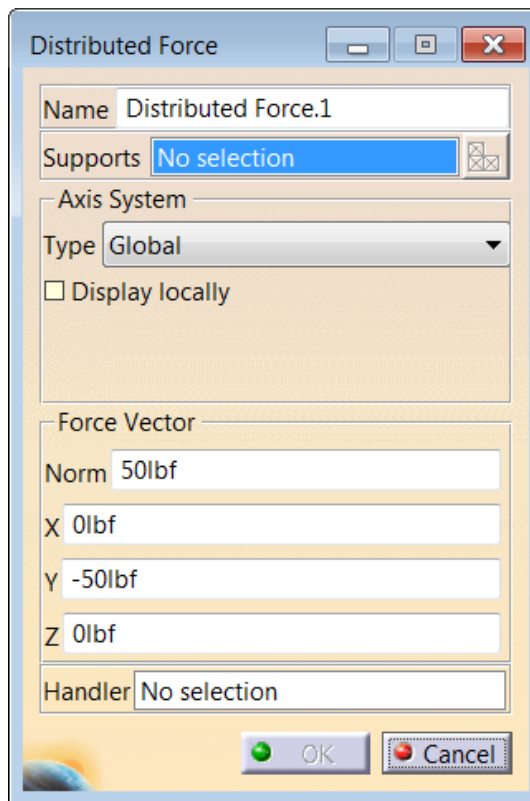 Distributed Force
Name Distributed Force.1
Supports No selection
Axis System
Type Global
Display locally
Force Vector
Norm 50lbf
X 0lbf
Y -50lbf
Z 0lbf
Handler No selection
OK Cancel